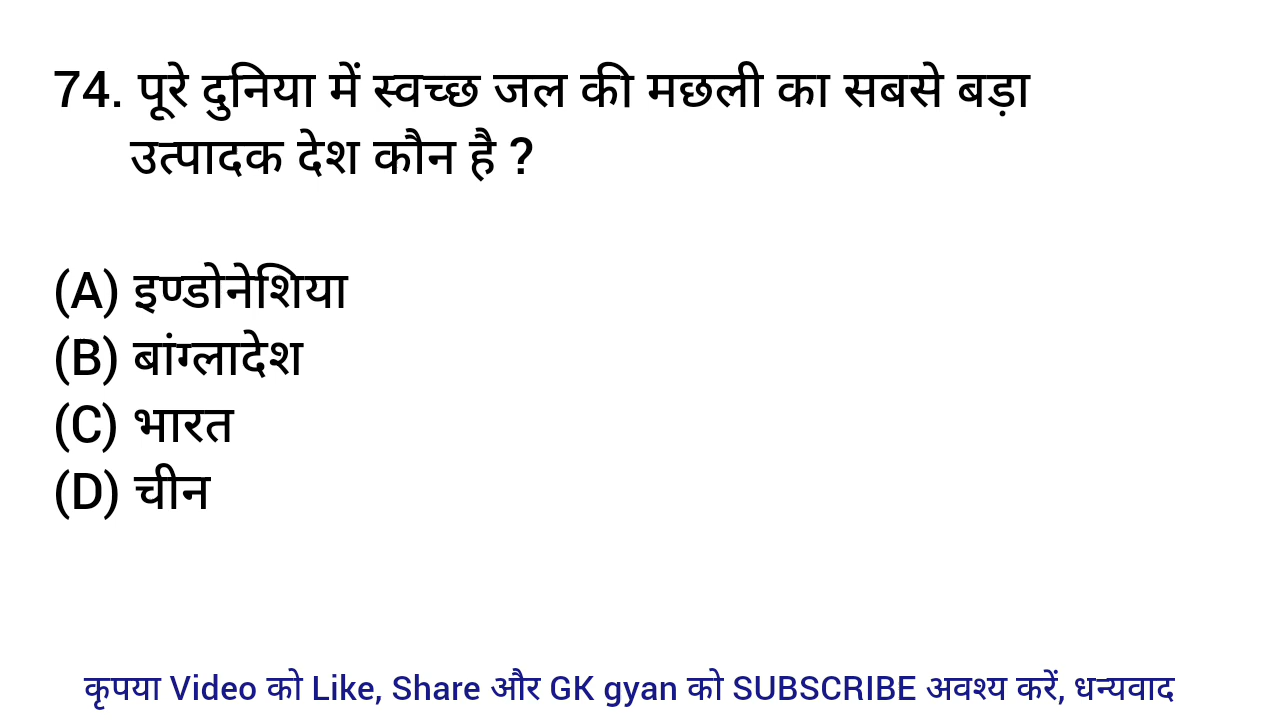 74. पूरे दुनिया में स्वच्छ जल की मछली का सबसे बड़ा
उत्पादक देश कौन है ?
(A) इण्डोनेशिया
(B) बांग्लादेश
(C) भारत
(D) चीन
कृपया Video को Like, Share और GK gyan को SUBSCRIBE अवश्य करें, धन्यवाद